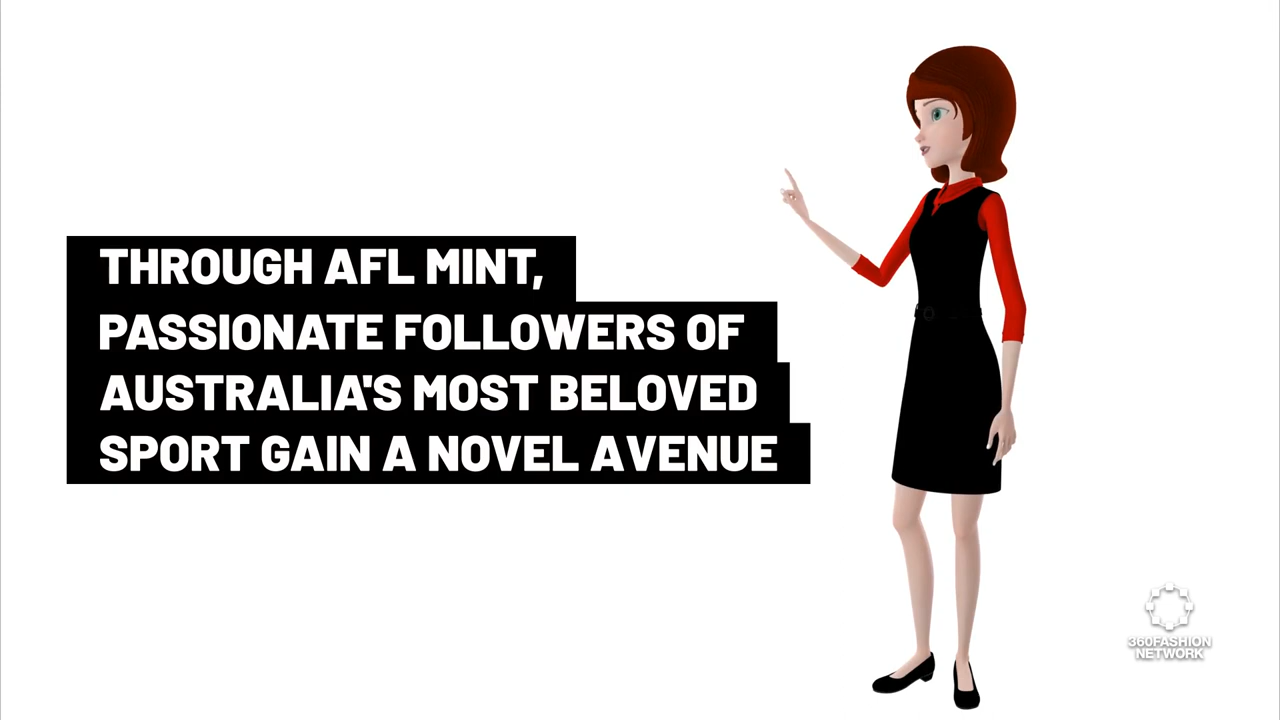 THROUGH AFL MINT,
PASSIONATE FOLLOWERS OF
AUSTRALIA'S MOST BELOVED
SPORT GAIN A NOVEL AVENUE
360FASHION
NETWORK